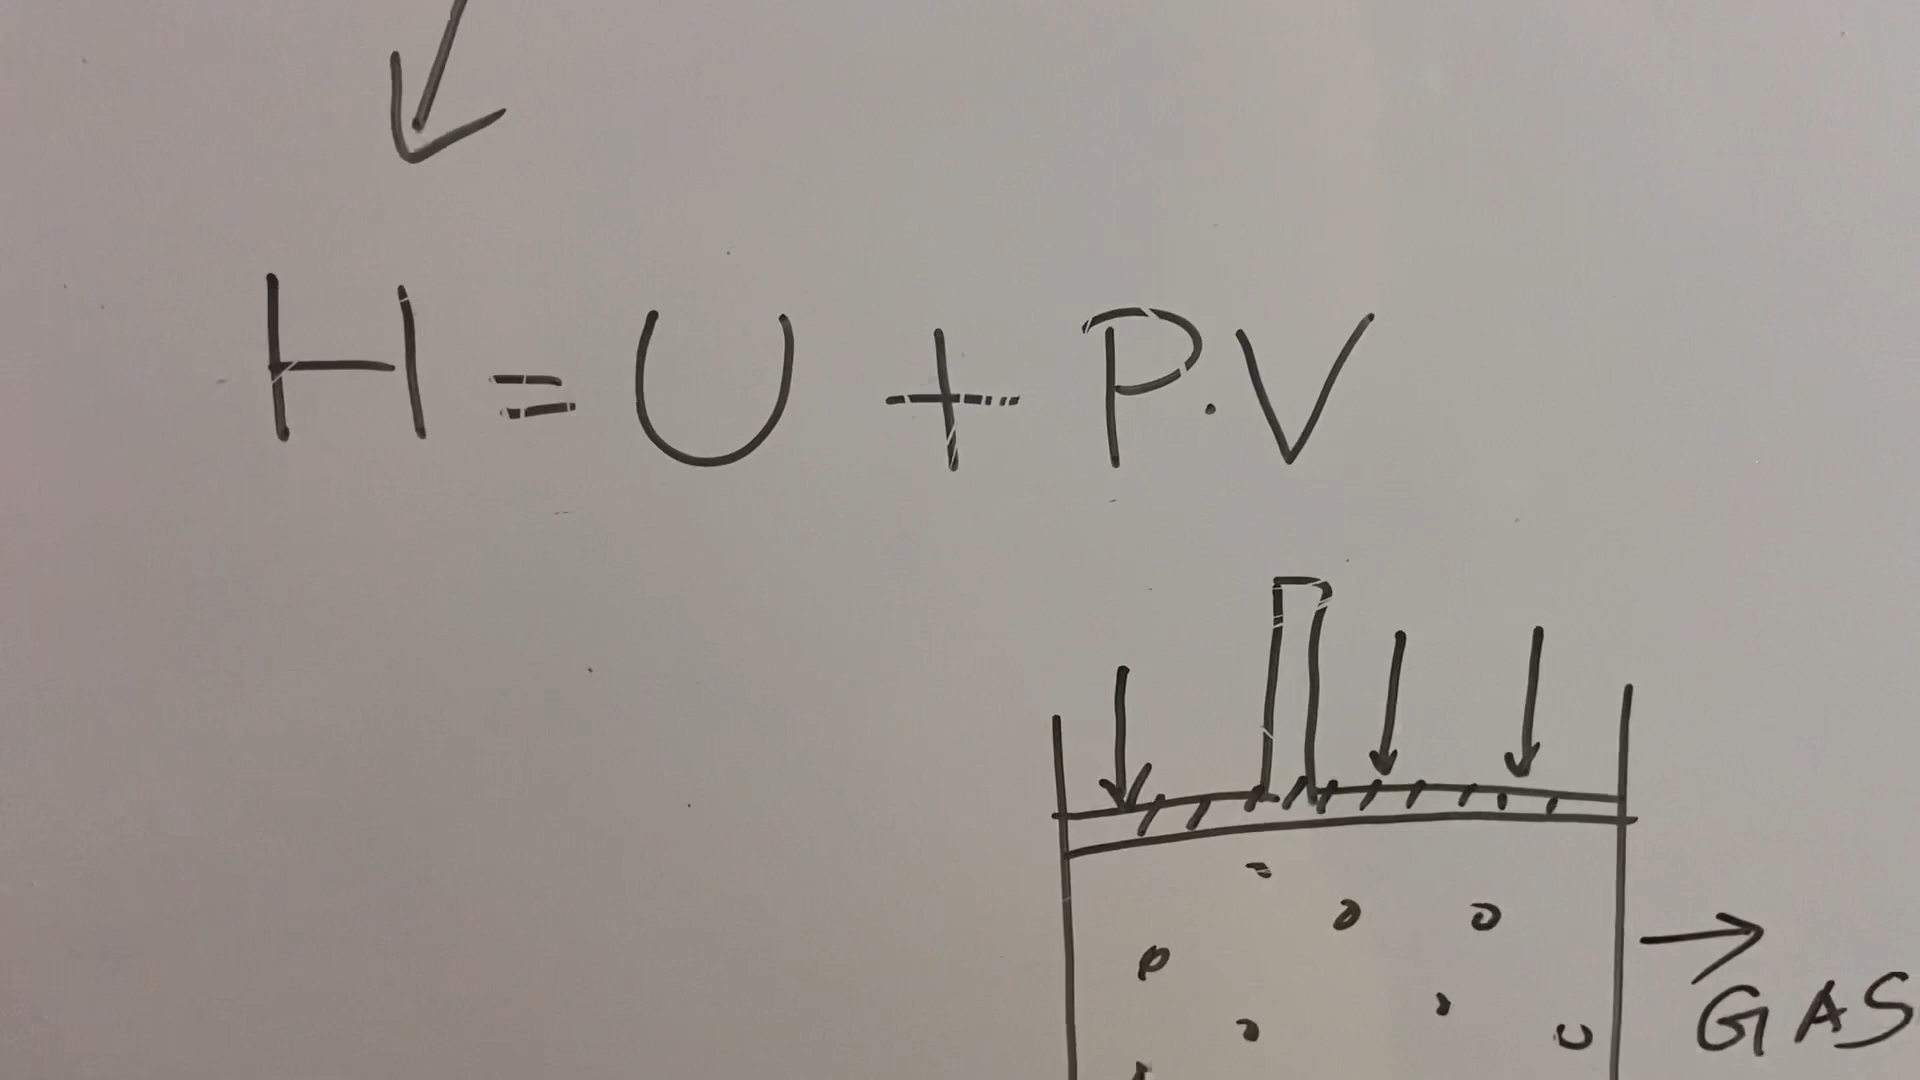 H = U + P.V
GAS